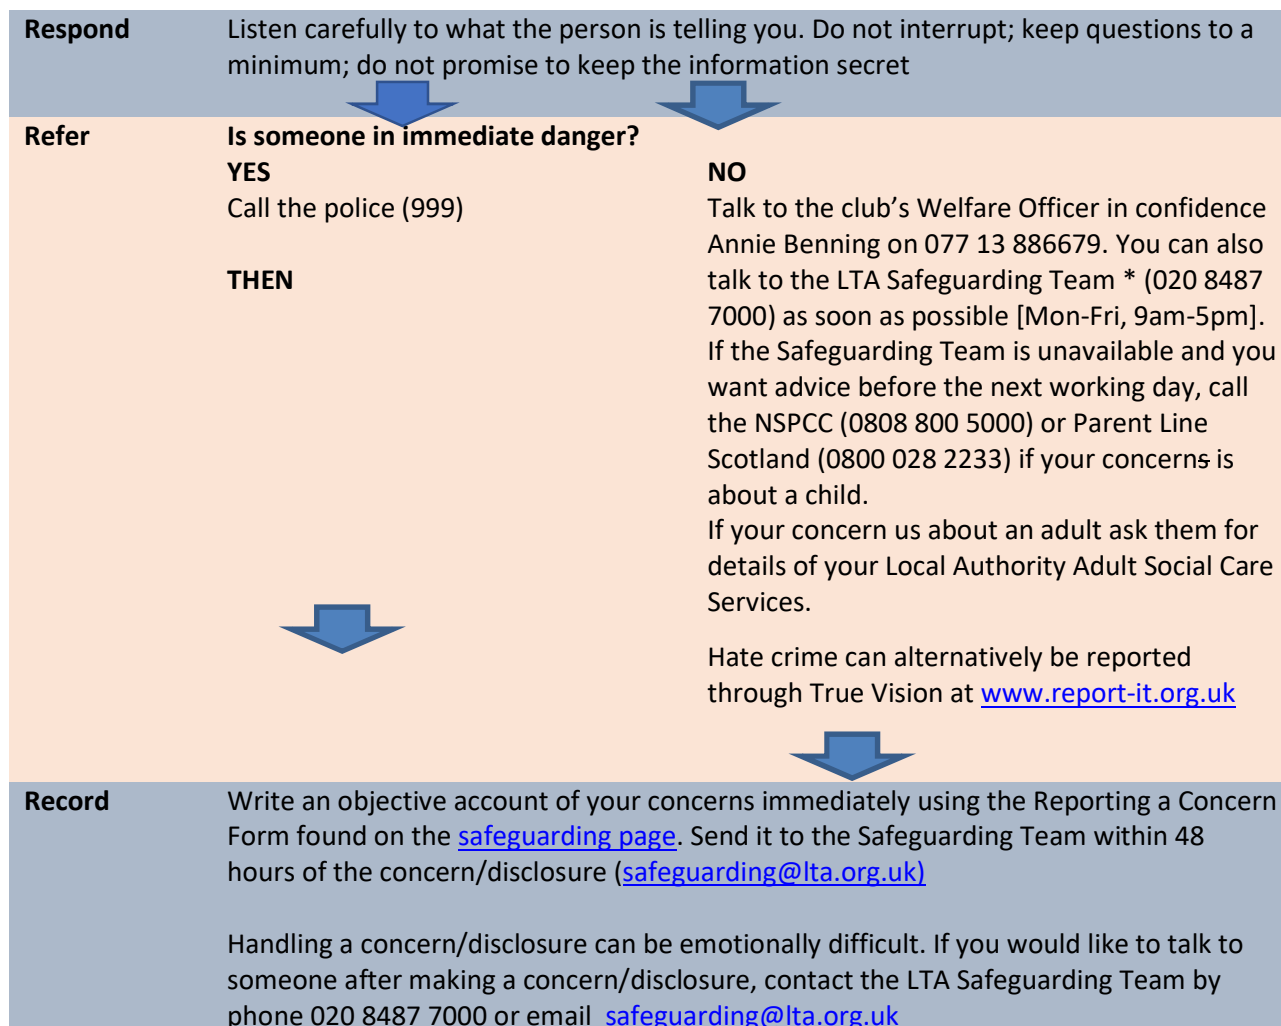 Respond
Listen carefully to what the person is telling you. Do not interrupt; keep questions to a
minimum; do not promise to keep the information secret
Refer
Is someone in immediate danger?
YES
Call the police (999)
THEN
NO
Talk to the club’s Welfare Officer in confidence
Annie Benning on 077 13 886679. You can also
talk to the LTA Safeguarding Team * (020 8487
7000) as soon as possible [Mon-Fri, 9am-5pm].
If the Safeguarding Team is unavailable and you
want advice before the next working day, call
the NSPCC (0808 800 5000) or Parent Line
Scotland (0800 028 2233) if your concerns is
about a child.
If your concern us about an adult ask them for
details of your Local Authority Adult Social Care
Services.
Hate crime can alternatively be reported
through True Vision at www.report-it.org.uk
Record
Write an objective account of your concerns immediately using the Reporting a Concern
Form found on the safeguarding page. Send it to the Safeguarding Team within 48
hours of the concern/disclosure (safeguarding@lta.org.uk)
Handling a concern/disclosure can be emotionally difficult. If you would like to talk to
someone after making a concern/disclosure, contact the LTA Safeguarding Team by
phone 020 8487 7000 or email safeguarding@lta.org.uk